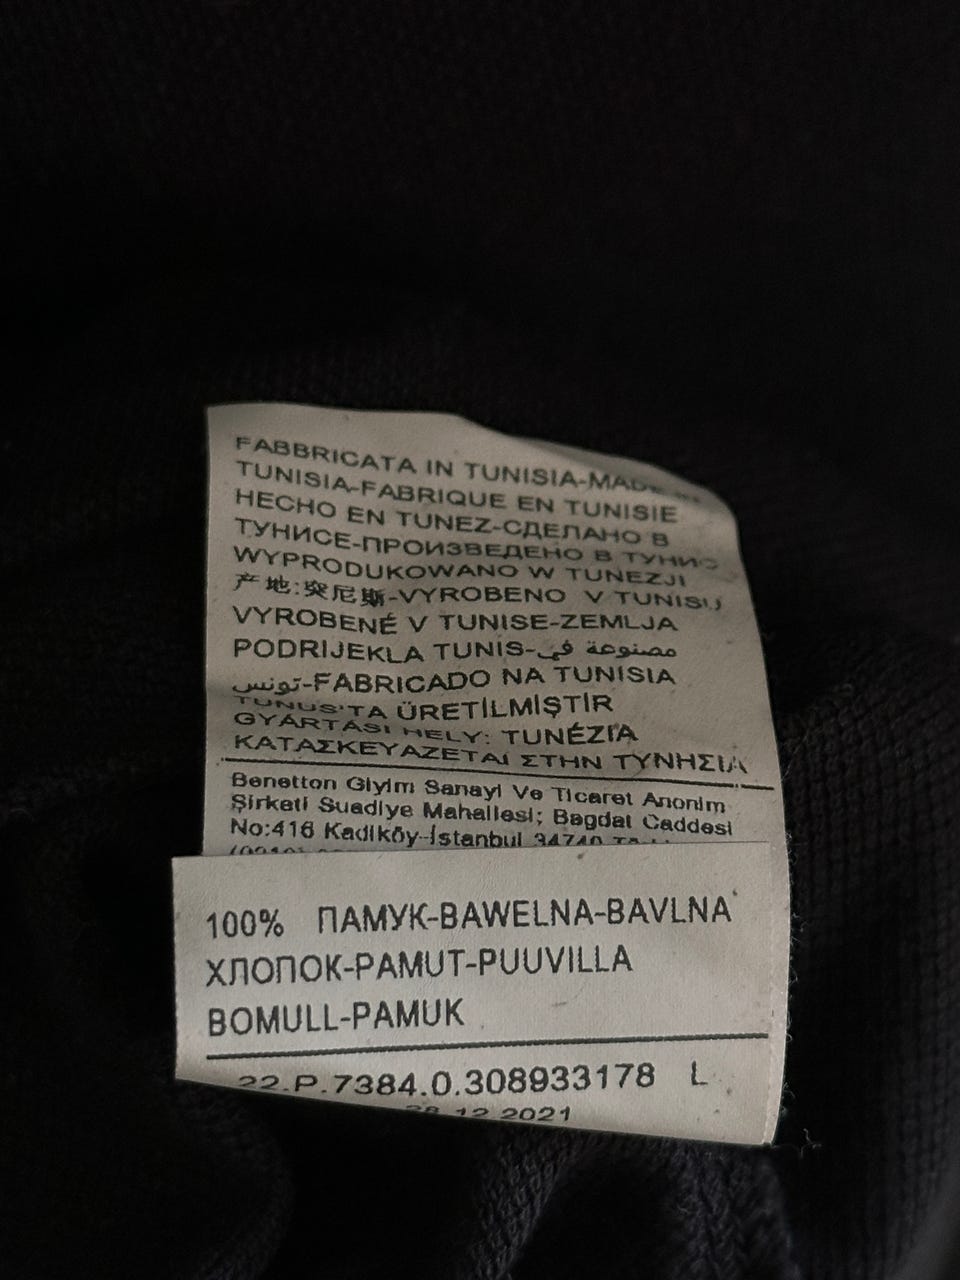 FABBRICATA IN TUNISIA-MADE IN
TUNISIA-FABRIQUE EN TUNISIE
HECHO EN TUNEZ-СДЕЛАНО В
ТУНИСЕ-ПРОИЗВЕДЕНО В ТУНИС
WYPRODUKOWANO W TUNEZJI
产地:突尼斯-VYROBENO V TUNISU
VYROBENÉ V TUNISE-ZEMLJA
PODRIJEKLA TUNIS-مصنوعة في
تونس-FABRICADO NA TUNISIA
TUNUS'TA ÜRETİLMİŞTİR
GYÁRTÁSI HELY: TUNÉZIA
ΚΑΤΑΣΚΕΥΑΖΕΤΑΙ ΣΤΗΝ ΤΥΝΗΣΙΑ
Benetton Giyim Sanayi Ve Ticaret Anonim
Şirketi Suadiye Mahallesi; Bagdat Caddesi
No:416 Kadiköy-İstanbul 34740
100% ПАМУК-BAWELNA-BAVLNA
ХЛОПОК-PAMUT-PUUVILLA
BOMULL-PAMUK
22.P.7384.0.308933178 L
28.12.2021